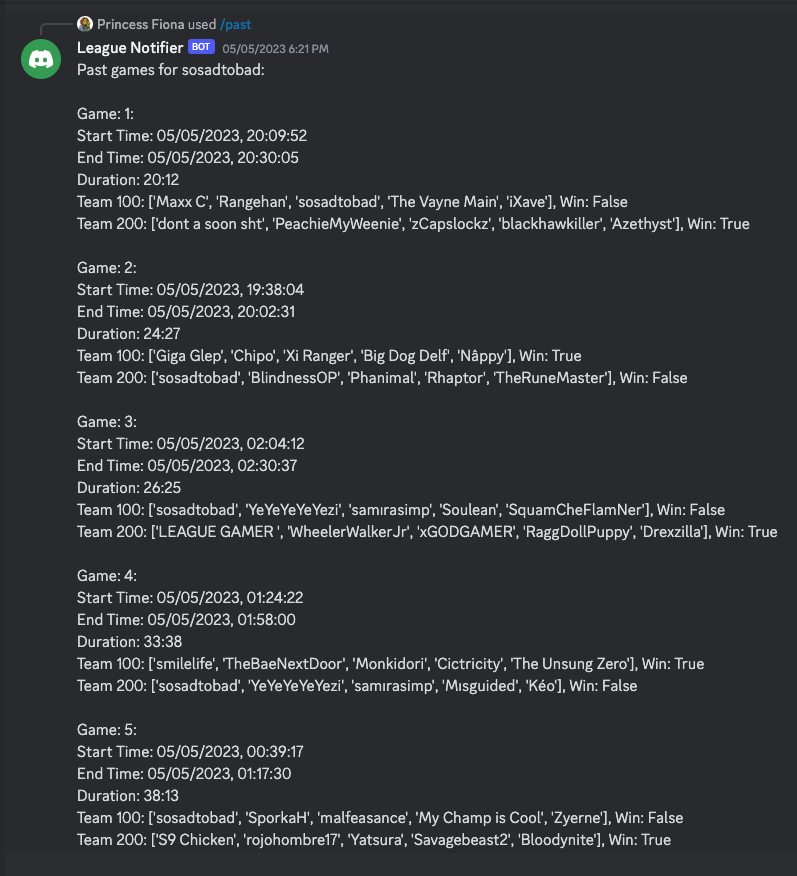 Princess Fiona used /past
League Notifier BOT 05/05/2023 6:21 PM
Past games for sosadtobad:
Game: 1:
Start Time: 05/05/2023, 20:09:52
End Time: 05/05/2023, 20:30:05
Duration: 20:12
Team 100: ['Maxx C', 'Rangehan', 'sosadtobad', 'The Vayne Main', 'iXave'], Win: False
Team 200: ['dont a soon sht', 'PeachieMyWeenie', 'zCapslockz', 'blackhawkiller', 'Azethyst'], Win: True
Game: 2:
Start Time: 05/05/2023, 19:38:04
End Time: 05/05/2023, 20:02:31
Duration: 24:27
Team 100: ['Giga Glep', 'Chipo', 'Xi Ranger', 'Big Dog Delf', 'Nâppy'], Win: True
Team 200: ['sosadtobad', 'BlindnessOP', 'Phanimal', 'Rhaptor', 'TheRuneMaster'], Win: False
Game: 3:
Start Time: 05/05/2023, 02:04:12
End Time: 05/05/2023, 02:30:37
Duration: 26:25
Team 100: ['sosadtobad', 'YeYeYeYeYezi', 'samırasimp', 'Soulean', 'SquamCheFlamNer'], Win: False
Team 200: ['LEAGUE GAMER ', 'WheelerWalkerJr', 'xGODGAMER', 'RaggDollPuppy', 'Drexzilla'], Win: True
Game: 4:
Start Time: 05/05/2023, 01:24:22
End Time: 05/05/2023, 01:58:00
Duration: 33:38
Team 100: ['smilelife', 'TheBaeNextDoor', 'Monkidori', 'Cictricity', 'The Unsung Zero'], Win: True
Team 200: ['sosadtobad', 'YeYeYeYeYezi', 'samırasimp', 'Mısguided', 'Kéo'], Win: False
Game: 5:
Start Time: 05/05/2023, 00:39:17
End Time: 05/05/2023, 01:17:30
Duration: 38:13
Team 100: ['sosadtobad', 'SporkaH', 'malfeasance', 'My Champ is Cool', 'Zyerne'], Win: False
Team 200: ['S9 Chicken', 'rojohombre17', 'Yatsura', 'Savagebeast2', 'Bloodynite'], Win: True